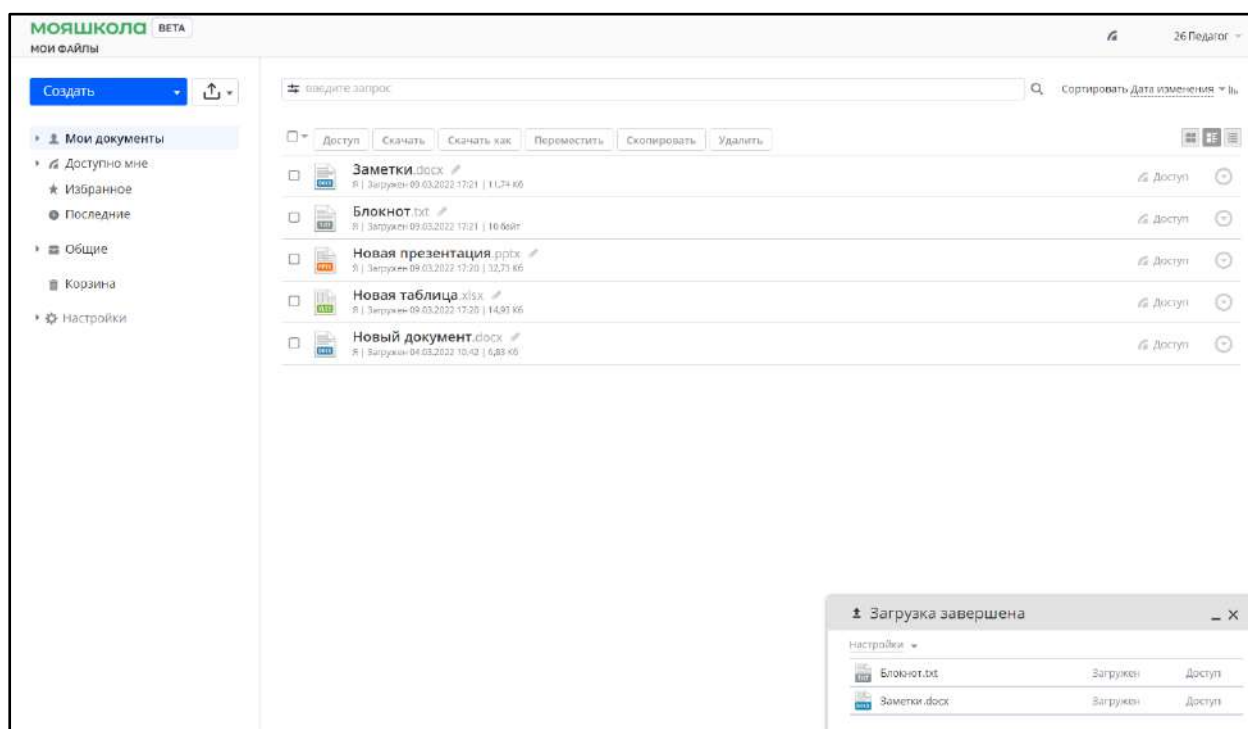 МОЯШКОЛА BETA
МОИ ФАЙЛЫ
26 Педагог
Создать
введите запрос
Сортировать Дата изменения
Мои документы
Доступно мне
Избранное
Последние
Общие
Корзина
Настройки
Доступ Скачать Скачать как Переместить Скопировать Удалить
Заметки.docx
Я | Загружен 09.03.2022 17:21 | 11,74 Кб
Доступ
Блокнот.txt
Я | Загружен 09.03.2022 17:21 | 16 байт
Доступ
Новая презентация.pptx
Я | Загружен 09.03.2022 17:20 | 32,73 Кб
Доступ
Новая таблица.xlsx
Я | Загружен 09.03.2022 17:20 | 14,93 Кб
Доступ
Новый документ.docx
Я | Загружен 04.03.2022 10:42 | 6,83 Кб
Доступ
Загрузка завершена
Настройки
Блокнот.txt Загружен Доступ
Заметки.docx Загружен Доступ